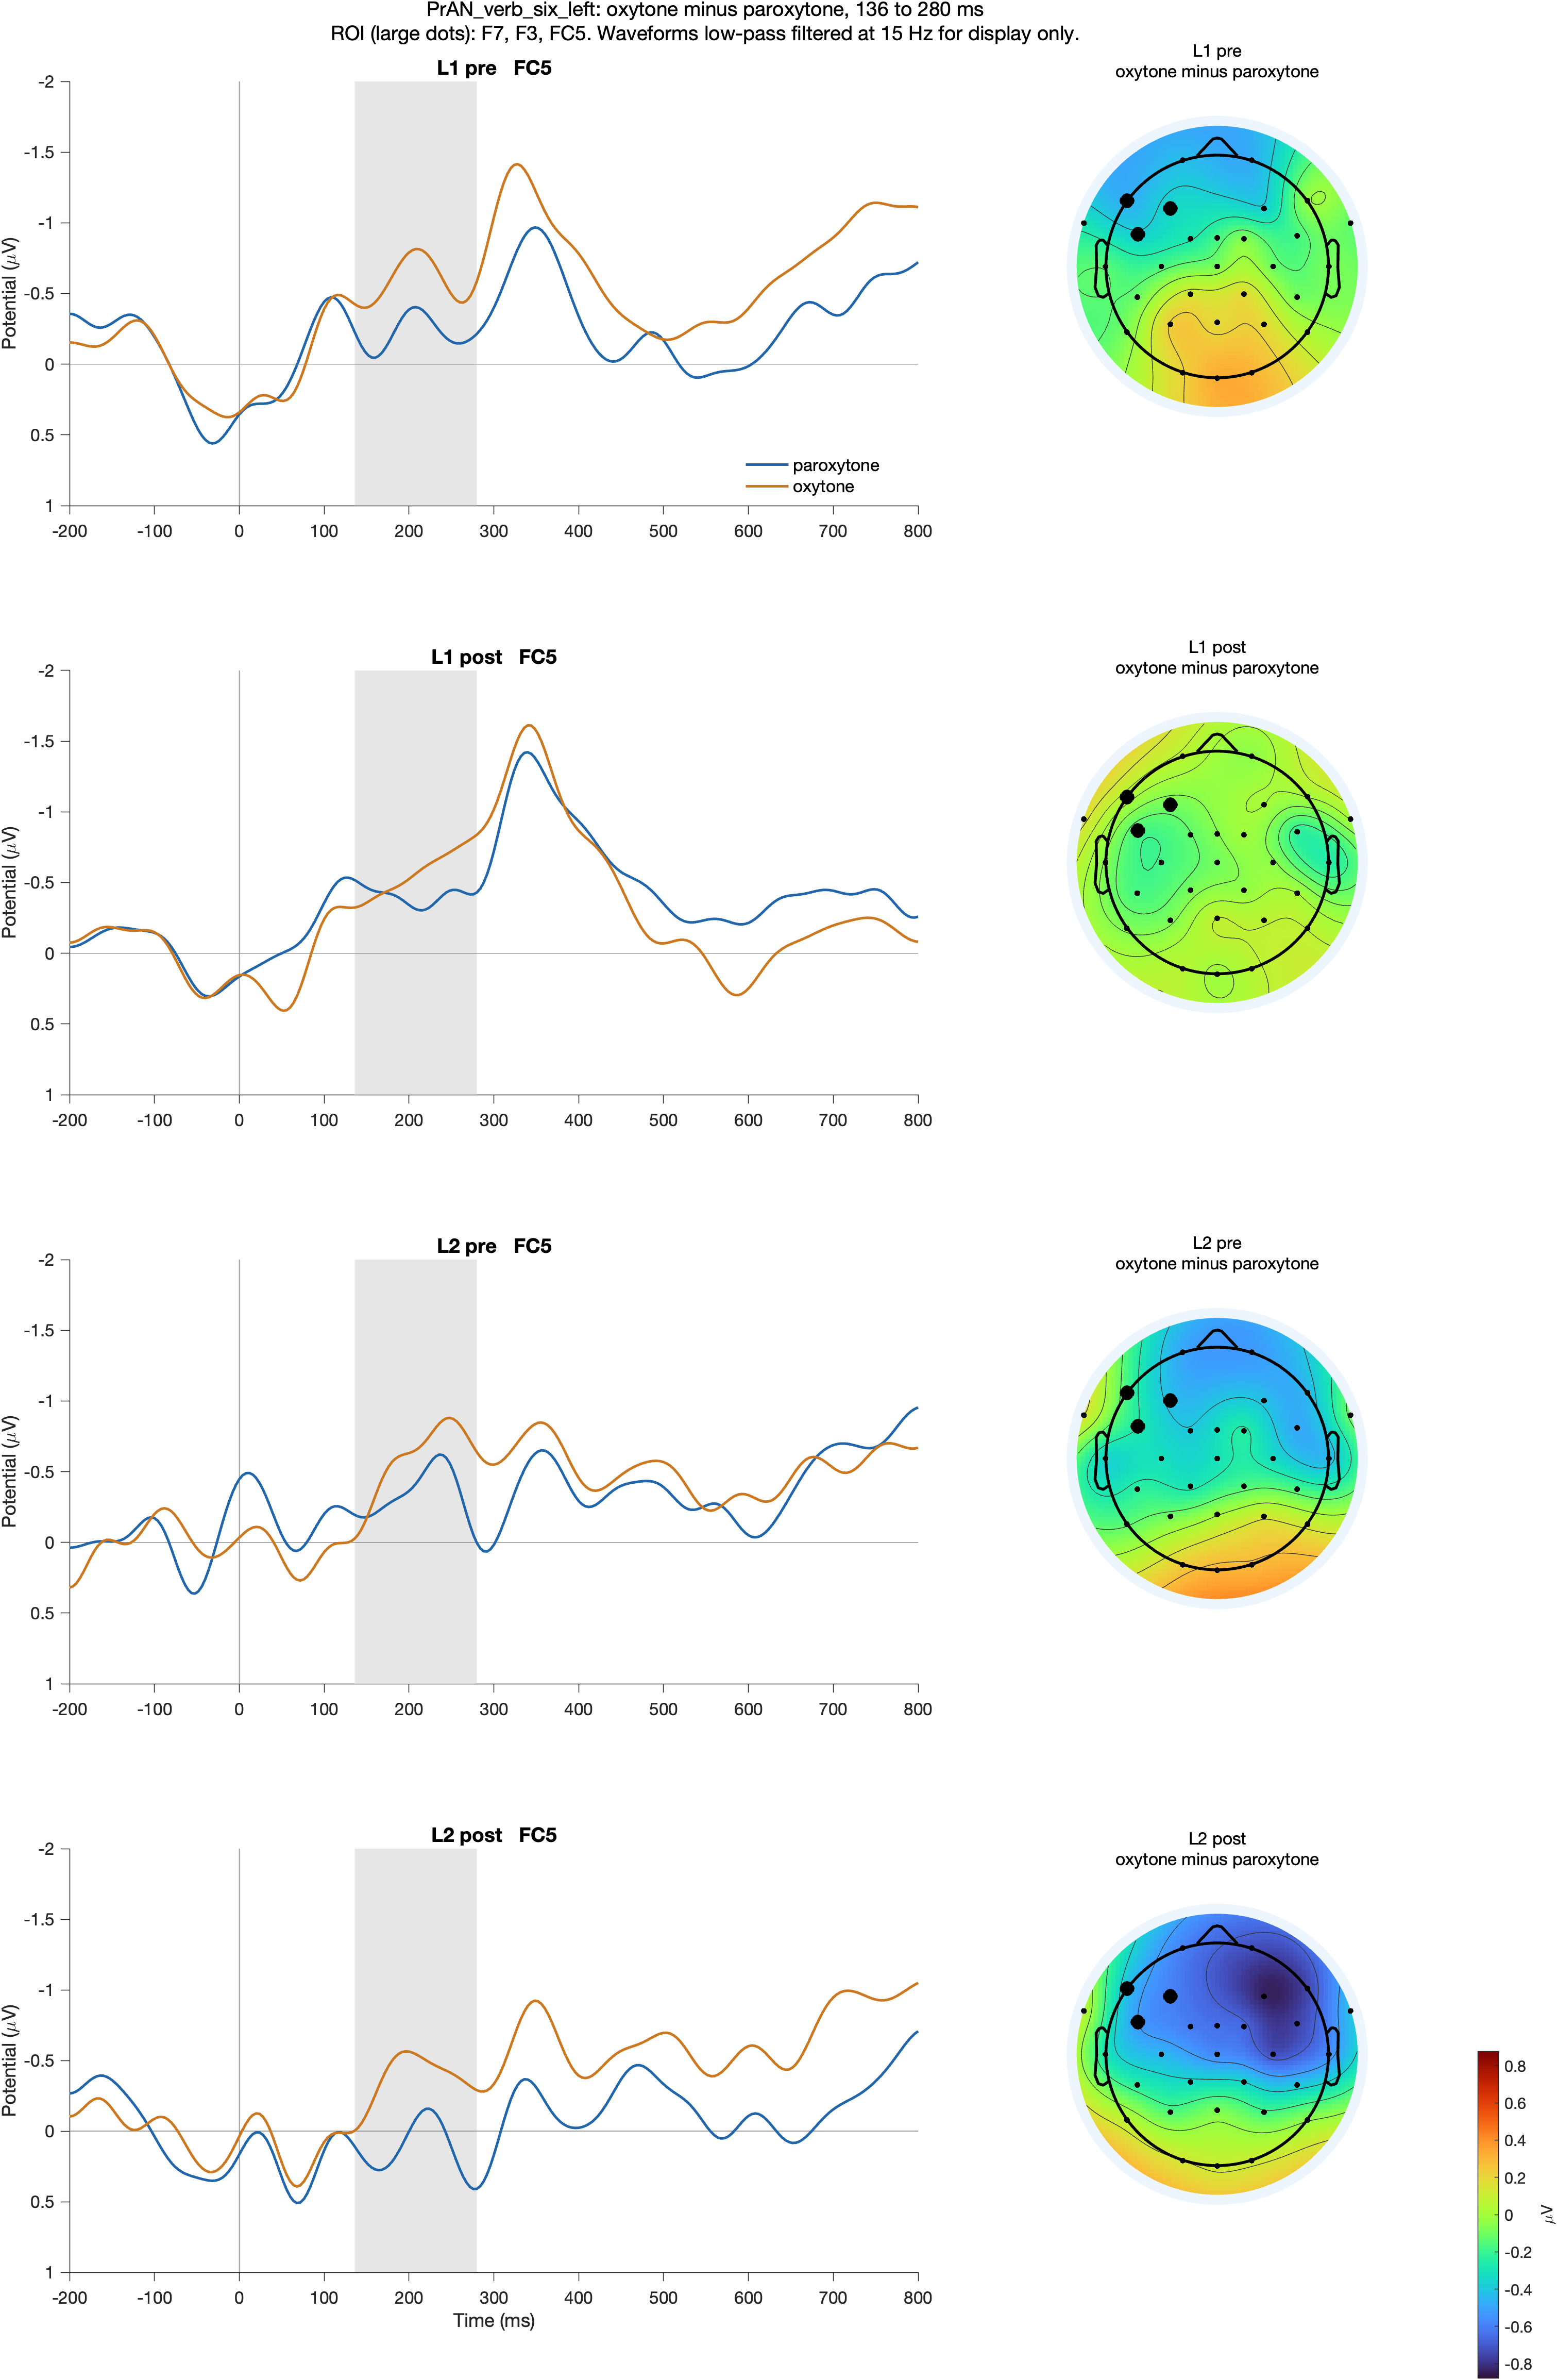 PrAN_verb_six_left: oxytone minus paroxytone, 136 to 280 ms
ROI (large dots): F7, F3, FC5. Waveforms low-pass filtered at 15 Hz for display only.
L1 pre FC5
-2
-1.5
-1
-0.5
0
0.5
1
Potential (μV)
paroxytone
oxytone
-200 -100 0 100 200 300 400 500 600 700 800
L1 pre
oxytone minus paroxytone
L1 post FC5
-2
-1.5
-1
-0.5
0
0.5
1
Potential (μV)
-200 -100 0 100 200 300 400 500 600 700 800
L1 post
oxytone minus paroxytone
L2 pre FC5
-2
-1.5
-1
-0.5
0
0.5
1
Potential (μV)
-200 -100 0 100 200 300 400 500 600 700 800
L2 pre
oxytone minus paroxytone
L2 post FC5
-2
-1.5
-1
-0.5
0
0.5
1
Potential (μV)
-200 -100 0 100 200 300 400 500 600 700 800
Time (ms)
L2 post
oxytone minus paroxytone
0.8
0.6
0.4
0.2
0
-0.2
-0.4
-0.6
-0.8
μV